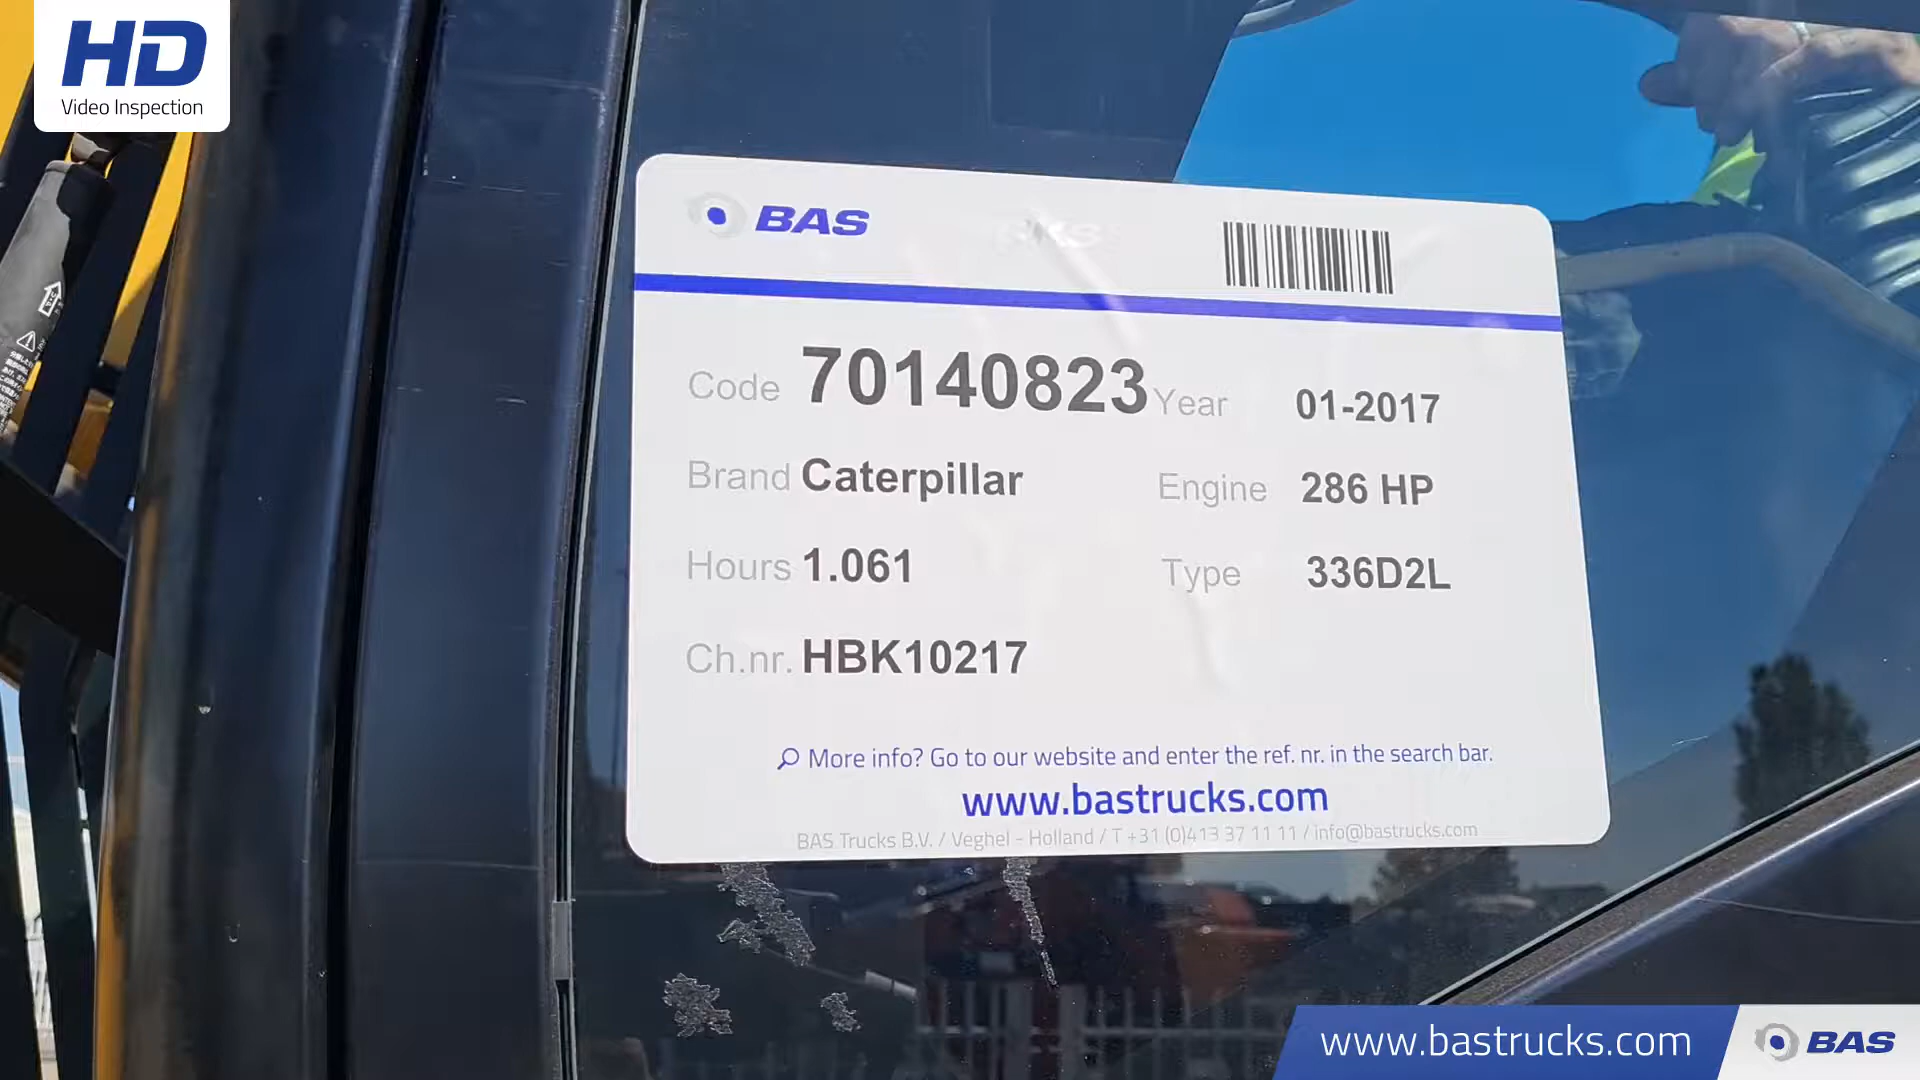 HD
Video Inspection
BAS
Code 70140823 Year 01-2017
Brand Caterpillar Engine 286 HP
Hours 1.061 Type 336D2L
Ch.nr. HBK10217
More info? Go to our website and enter the ref. nr. in the search bar.
www.bastrucks.com
BAS Trucks B.V. / Veghel - Holland / T +31 (0)413 37 11 11 / info@bastrucks.com
www.bastrucks.com
BAS